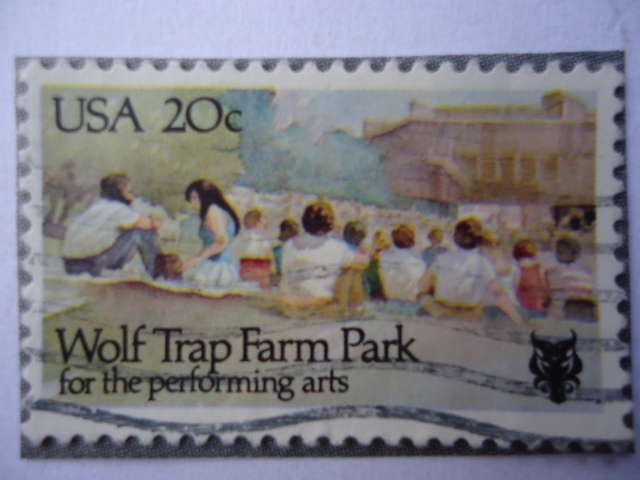 USA 20c
Wolf Trap Farm Park
for the performing arts